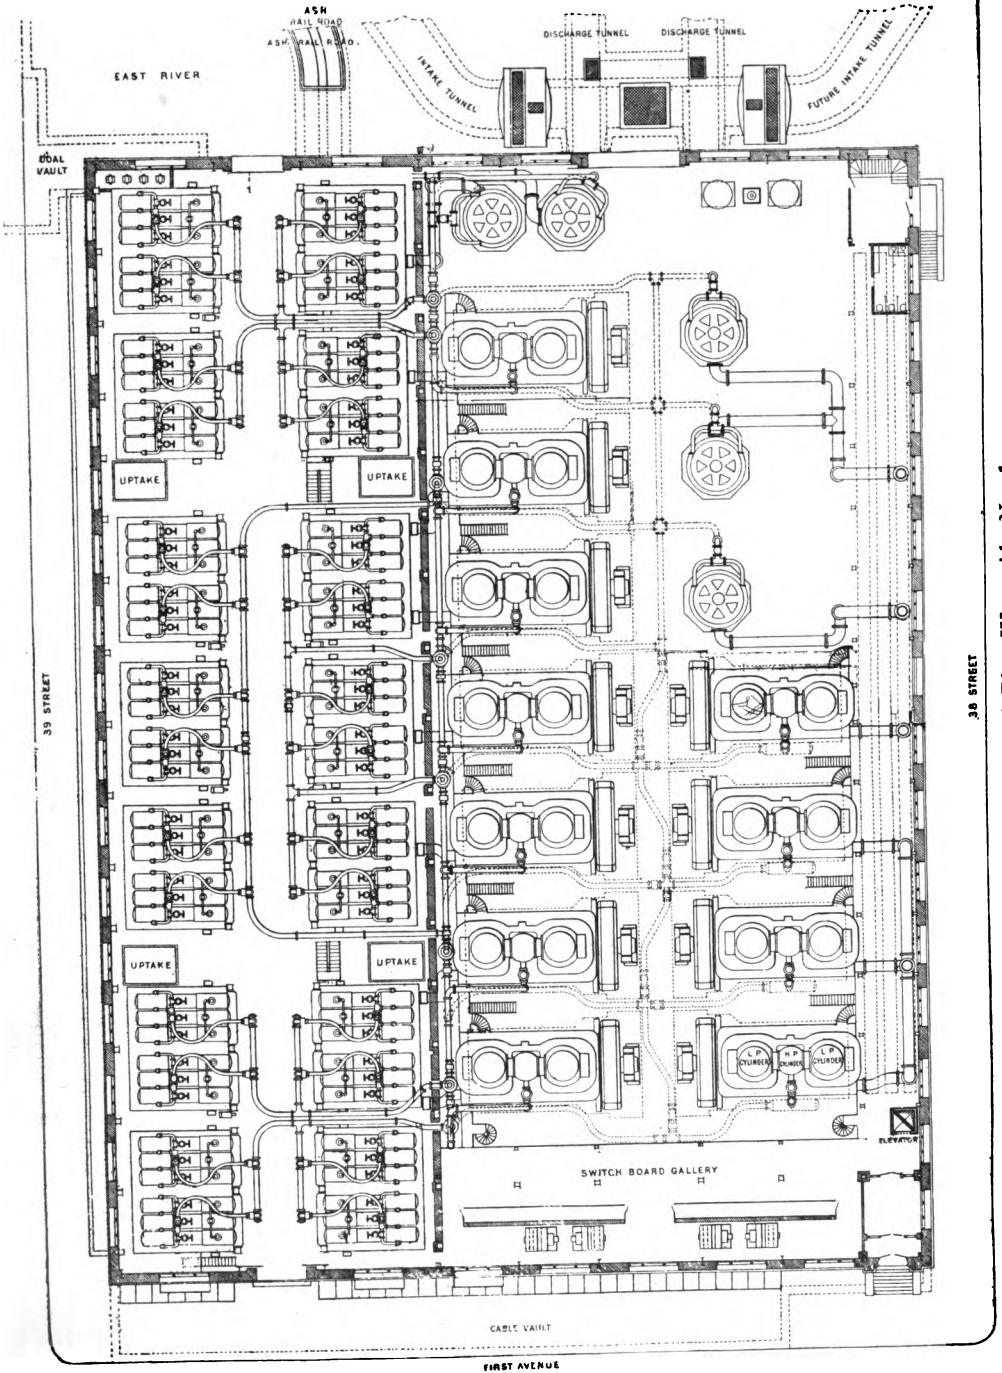 ASH
RAIL ROAD
ASH RAIL ROAD.
DISCHARGE TUNNEL
DISCHARGE TUNNEL
EAST RIVER
INTAKE TUNNEL
FUTURE INTAKE TUNNEL
COAL
VAULT
UPTAKE
UPTAKE
39 STREET
38 STREET
UPTAKE
UPTAKE
L P
CYLINDER
H P
CYLINDER
L P
CYLINDER
ELEVATOR
SWITCH BOARD GALLERY
CABLE VAULT
FIRST AVENUE